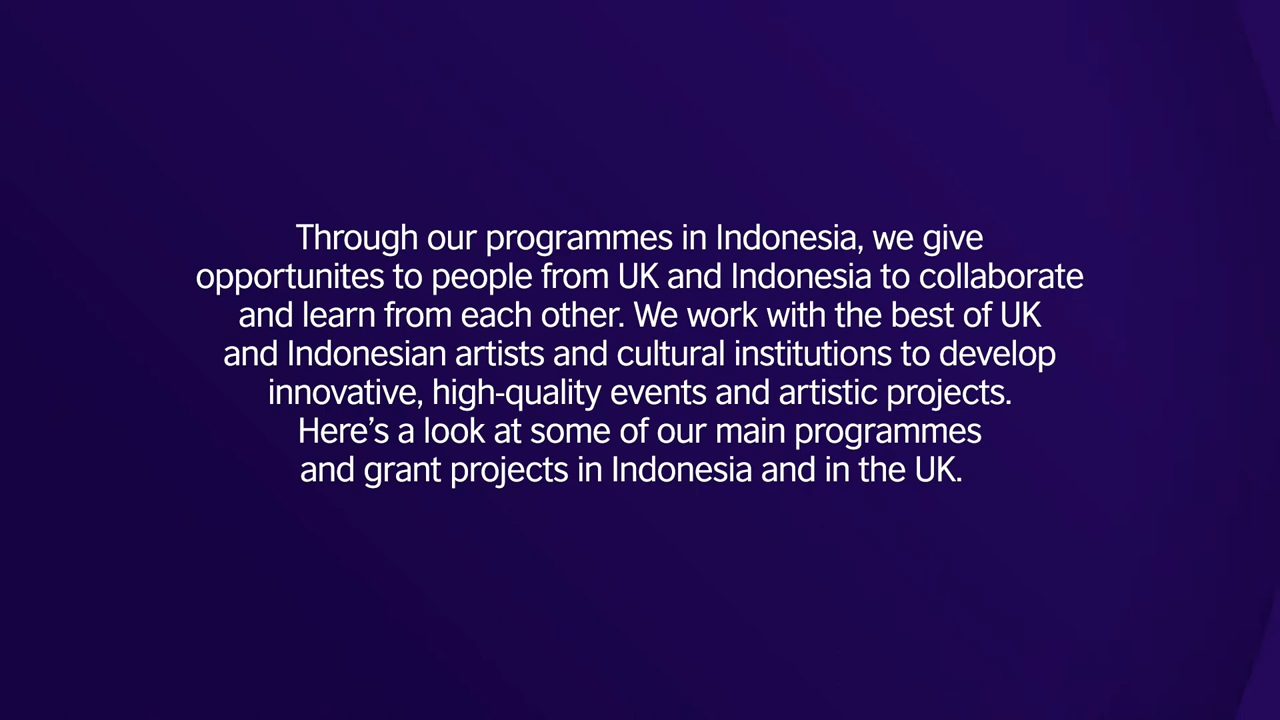 Through our programmes in Indonesia, we give
opportunites to people from UK and Indonesia to collaborate
and learn from each other. We work with the best of UK
and Indonesian artists and cultural institutions to develop
innovative, high-quality events and artistic projects.
Here’s a look at some of our main programmes
and grant projects in Indonesia and in the UK.